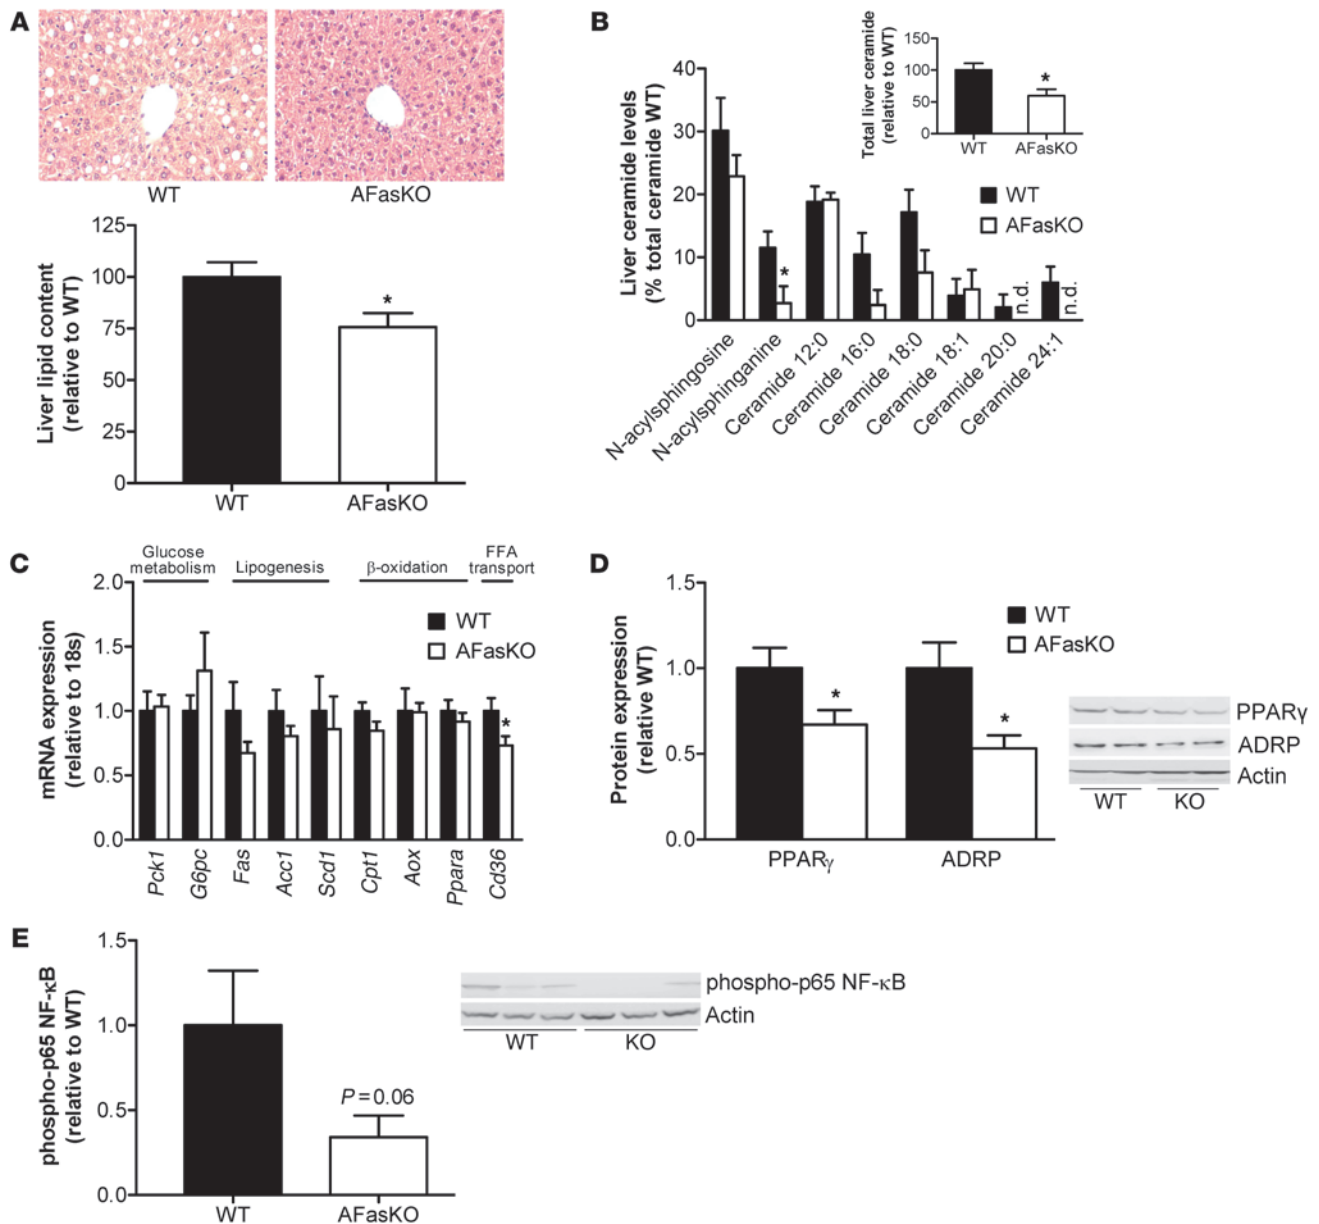 A
WT
AFasKO
Liver lipid content
(relative to WT)
125
100
75
50
25
0
WT
AFasKO
B
Liver ceramide levels
(% total ceramide WT)
40
30
20
10
0
Total liver ceramide
(relative to WT)
150
100
50
0
*
WT
AFasKO
WT
AFasKO
*
n.d.
n.d.
N-acylsphingosine
N-acylsphinganine
Ceramide 12:0
Ceramide 16:0
Ceramide 18:0
Ceramide 18:1
Ceramide 20:0
Ceramide 24:1
*
C
Glucose
metabolism
Lipogenesis
β-oxidation
FFA
transport
mRNA expression
(relative to 18s)
2.0
1.5
1.0
0.5
0.0
WT
AFasKO
*
Pck1
G6pc
Fas
Acc1
Scd1
Cpt1
Aox
Ppara
Cd36
D
Protein expression
(relative WT)
1.5
1.0
0.5
0.0
WT
AFasKO
*
*
PPARγ
ADRP
PPARγ
ADRP
Actin
WT
KO
E
phospho-p65 NF-κB
(relative to WT)
1.5
1.0
0.5
0.0
P = 0.06
WT
AFasKO
phospho-p65 NF-κB
Actin
WT
KO